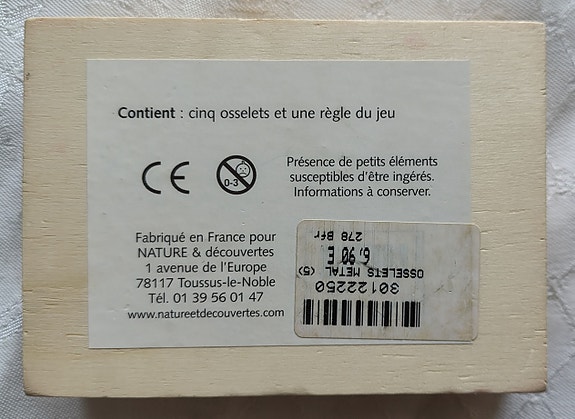 Contient : cinq osselets et une règle du jeu
CE
0-3
Présence de petits éléments
susceptibles d'être ingérés.
Informations à conserver.
Fabriqué en France pour
NATURE & découvertes
1 avenue de l'Europe
78117 Toussus-le-Noble
Tél. 01 39 56 01 47
www.natureetdecouvertes.com
30122250
OSSELETS METAL (5)
6,90 E
278 Bfr